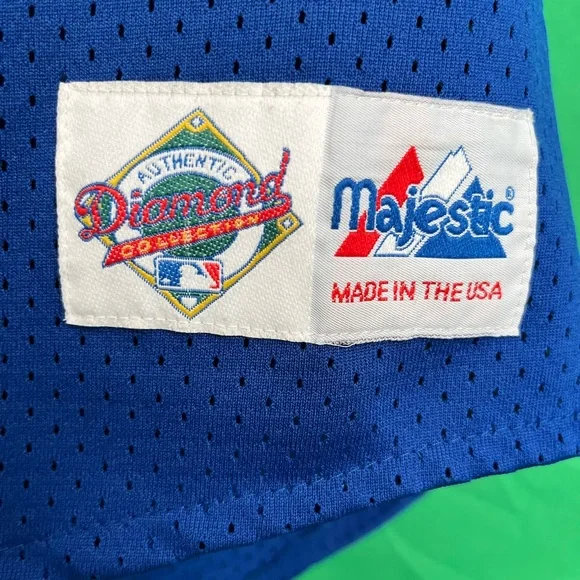 AUTHENTIC
Diamond
COLLECTION
Majestic®
MADE IN THE USA